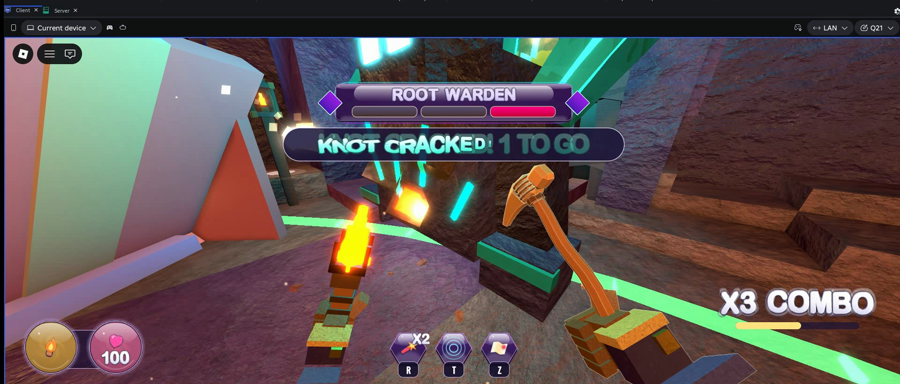 Client
Server
Current device
LAN
Q21
ROOT WARDEN
KNOT CRACKED! 1 TO GO
X3 COMBO
100
X2
R
T
Z